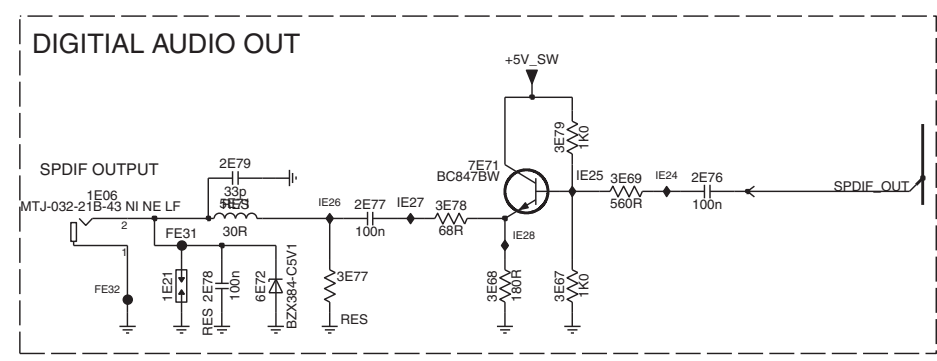 DIGITIAL AUDIO OUT
+5V_SW
3E79
1K0
7E71
BC847BW
IE25
3E69
560R
IE24
2E76
100n
SPDIF_OUT
SPDIF OUTPUT
1E06
MTJ-032-21B-43 NI NE LF
2
1
2E79
33p
RES
30R
IE26
2E77
100n
IE27
3E78
68R
IE28
3E68
180R
3E67
1K0
FE31
FE32
1E21
RES 2E78
100n
6E72
BZX384-C5V1
3E77
RES